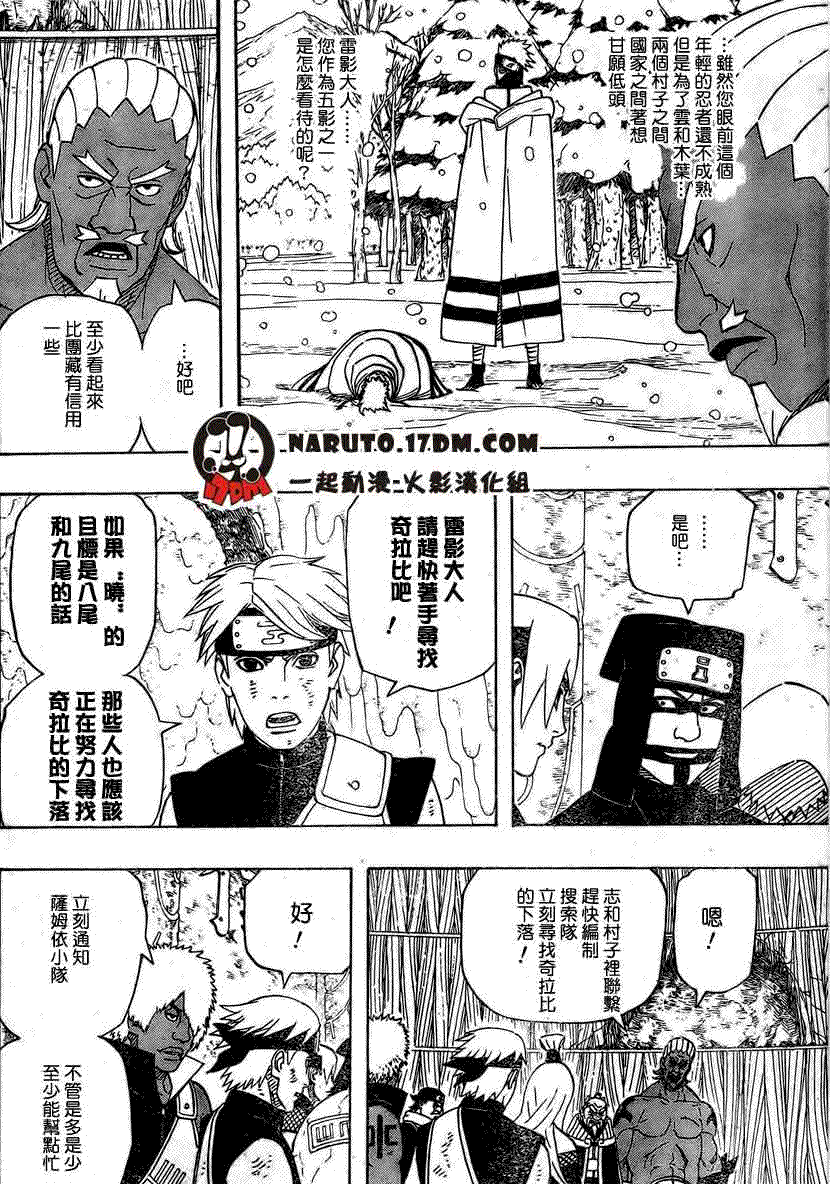 …雖然您眼前這個
年輕的忍者還不成熟
但是為了雲和木葉…
兩個村子之間
國家之間著想
甘願低頭
雷影大人……
您作為五影之一
是怎麼看待的呢？
…好吧
至少看起來
比團藏有信用
一些
NARUTO.17DM.COM
一起動漫-火影漢化組
17DM
……
是吧…
雷影大人
請趕快著手尋找
奇拉比吧！
如果"曉"的
目標是八尾
和九尾的話
那些人也應該
正在努力尋找
奇拉比的下落
嗯！
志和村子裡聯繫
趕快編制
搜索隊
立刻尋找奇拉比
的下落！
好！
立刻通知
薩姆依小隊
不管是多是少
至少能幫點忙